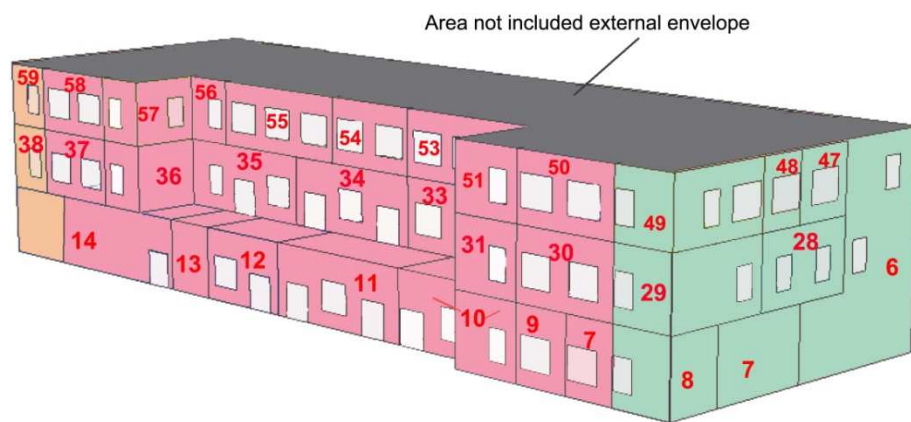 Area not included external envelope
59 58 57 56 55 54 53 51 50 49 48 47
38 37 36 35 34 33 31 30 29 28 6
14 13 12 11 10 9 7 8 7